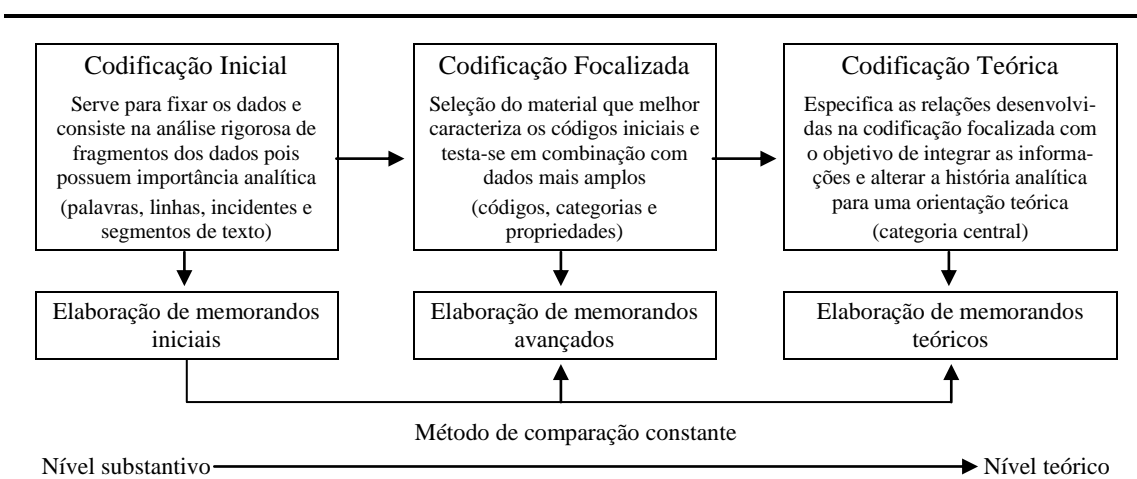 Codificação Inicial
Serve para fixar os dados e
consiste na análise rigorosa de
fragmentos dos dados pois
possuem importância analítica
(palavras, linhas, incidentes e
segmentos de texto)
Codificação Focalizada
Seleção do material que melhor
caracteriza os códigos iniciais e
testa-se em combinação com
dados mais amplos
(códigos, categorias e
propriedades)
Codificação Teórica
Especifica as relações desenvolvi-
das na codificação focalizada com
o objetivo de integrar as informa-
ções e alterar a história analítica
para uma orientação teórica
(categoria central)
Elaboração de memorandos
iniciais
Elaboração de memorandos
avançados
Elaboração de memorandos
teóricos
Método de comparação constante
Nível substantivo
Nível teórico